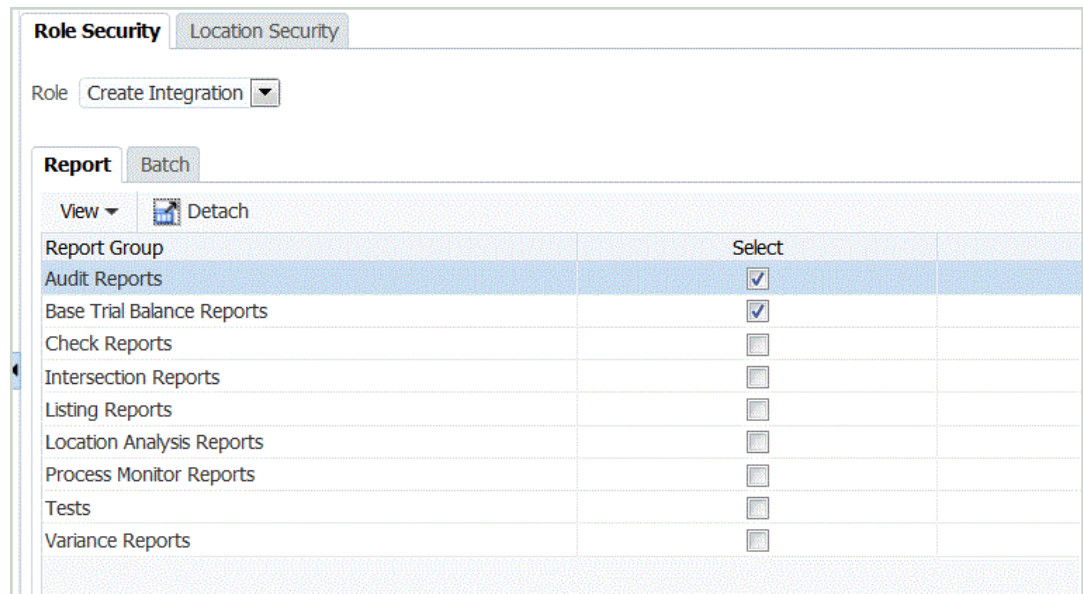 Role Security Location Security
Role Create Integration
Report Batch
View Detach
Report Group Select
Audit Reports
Base Trial Balance Reports
Check Reports
Intersection Reports
Listing Reports
Location Analysis Reports
Process Monitor Reports
Tests
Variance Reports